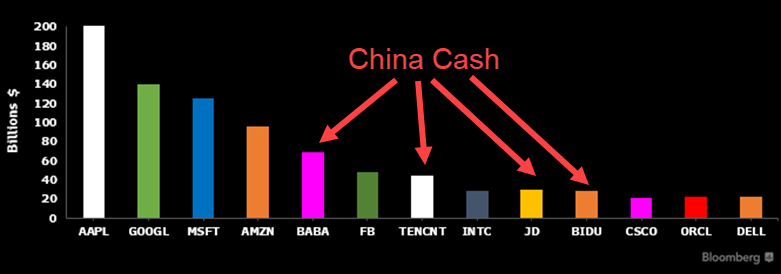 China Cash
Billions $
200
180
160
140
120
100
80
60
40
20
0
AAPL GOOGL MSFT AMZN BABA FB TENCNT INTC JD BIDU CSCO ORCL DELL
Bloomberg